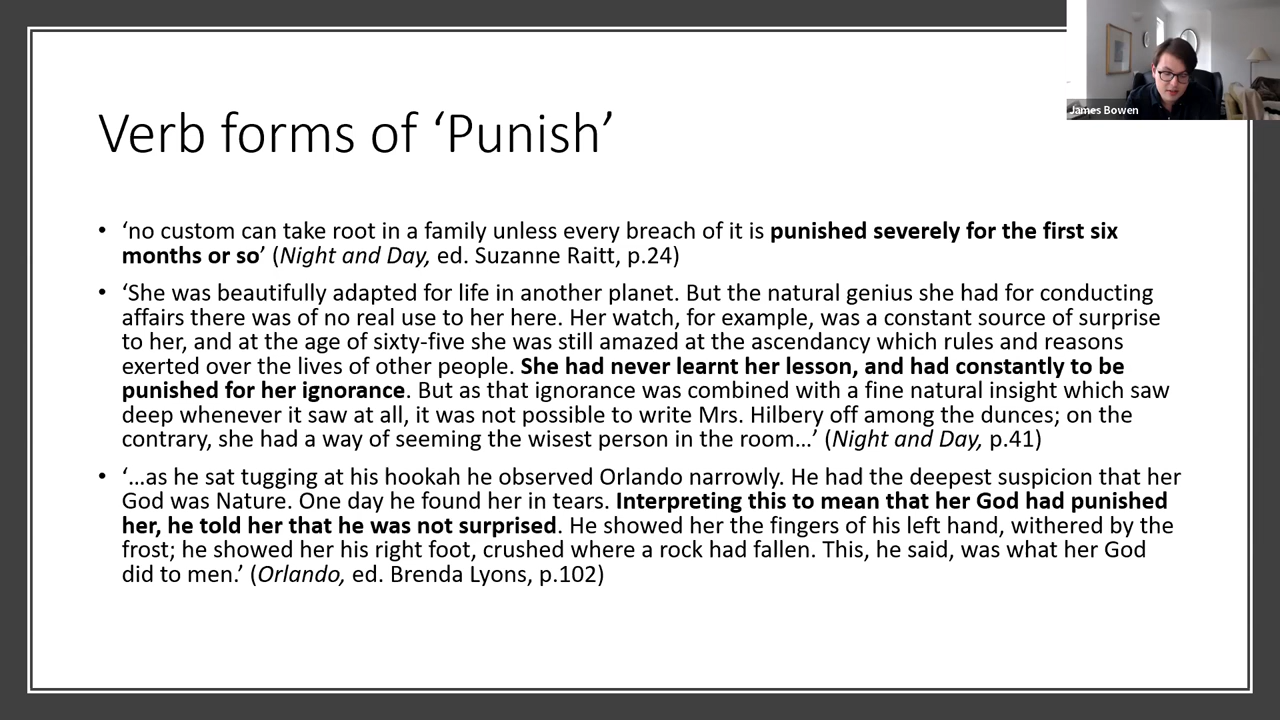 James Bowen
Verb forms of ‘Punish’
• ‘no custom can take root in a family unless every breach of it is punished severely for the first six
months or so’ (Night and Day, ed. Suzanne Raitt, p.24)
• ‘She was beautifully adapted for life in another planet. But the natural genius she had for conducting
affairs there was of no real use to her here. Her watch, for example, was a constant source of surprise
to her, and at the age of sixty-five she was still amazed at the ascendancy which rules and reasons
exerted over the lives of other people. She had never learnt her lesson, and had constantly to be
punished for her ignorance. But as that ignorance was combined with a fine natural insight which saw
deep whenever it saw at all, it was not possible to write Mrs. Hilbery off among the dunces; on the
contrary, she had a way of seeming the wisest person in the room…’ (Night and Day, p.41)
• ‘…as he sat tugging at his hookah he observed Orlando narrowly. He had the deepest suspicion that her
God was Nature. One day he found her in tears. Interpreting this to mean that her God had punished
her, he told her that he was not surprised. He showed her the fingers of his left hand, withered by the
frost; he showed her his right foot, crushed where a rock had fallen. This, he said, was what her God
did to men.’ (Orlando, ed. Brenda Lyons, p.102)